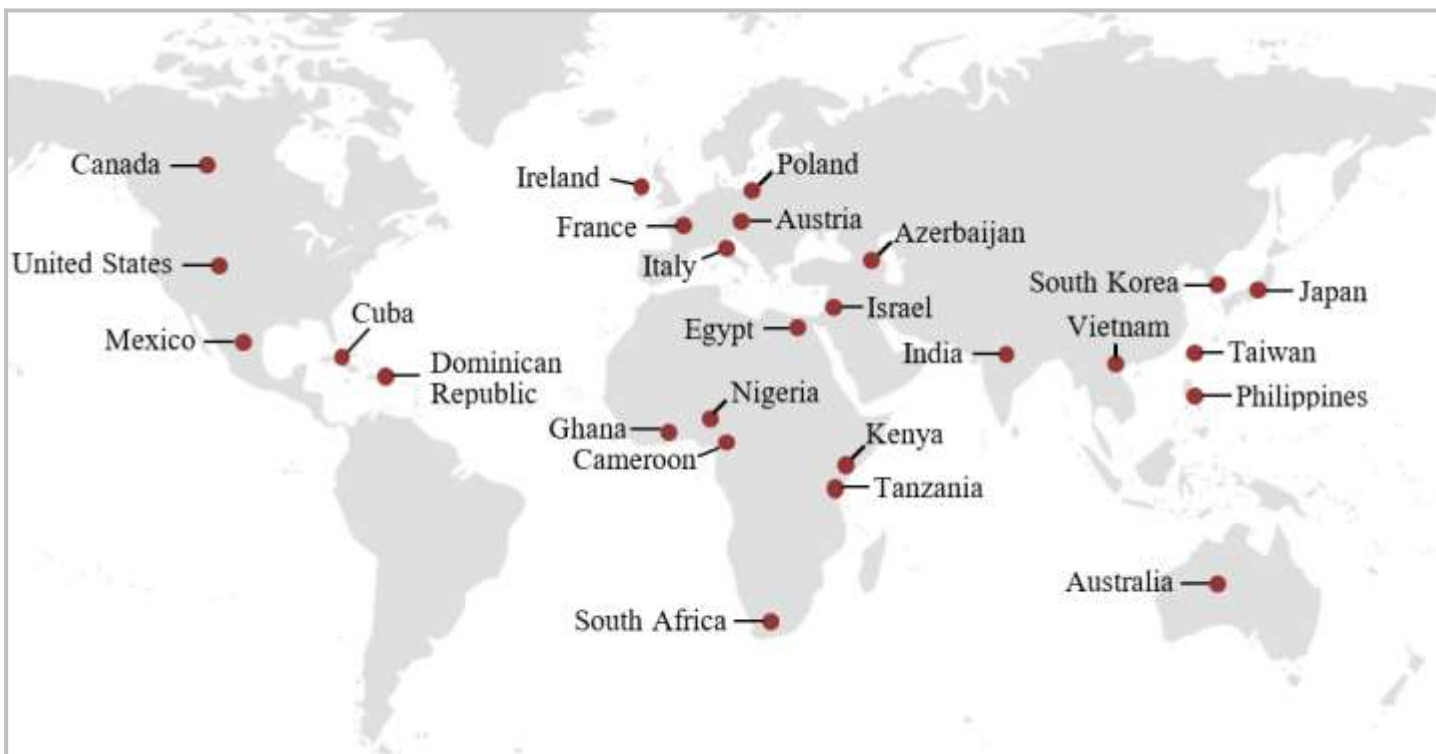 Canada
Ireland
Poland
France
Austria
Azerbaijan
United States
Italy
South Korea
Japan
Cuba
Israel
Mexico
Egypt
Vietnam
India
Taiwan
Dominican
Republic
Nigeria
Philippines
Ghana
Kenya
Cameroon
Tanzania
Australia
South Africa